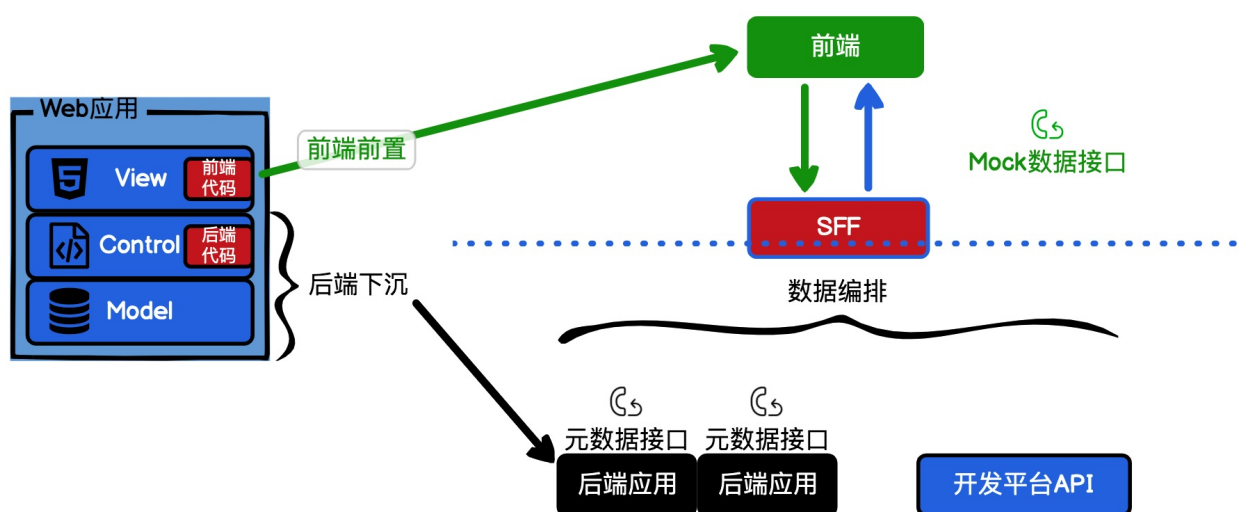 Web应用
View
前端
代码
Control
后端
代码
Model
前端前置
后端下沉
前端
Mock数据接口
SFF
数据编排
元数据接口
元数据接口
后端应用
后端应用
开发平台API